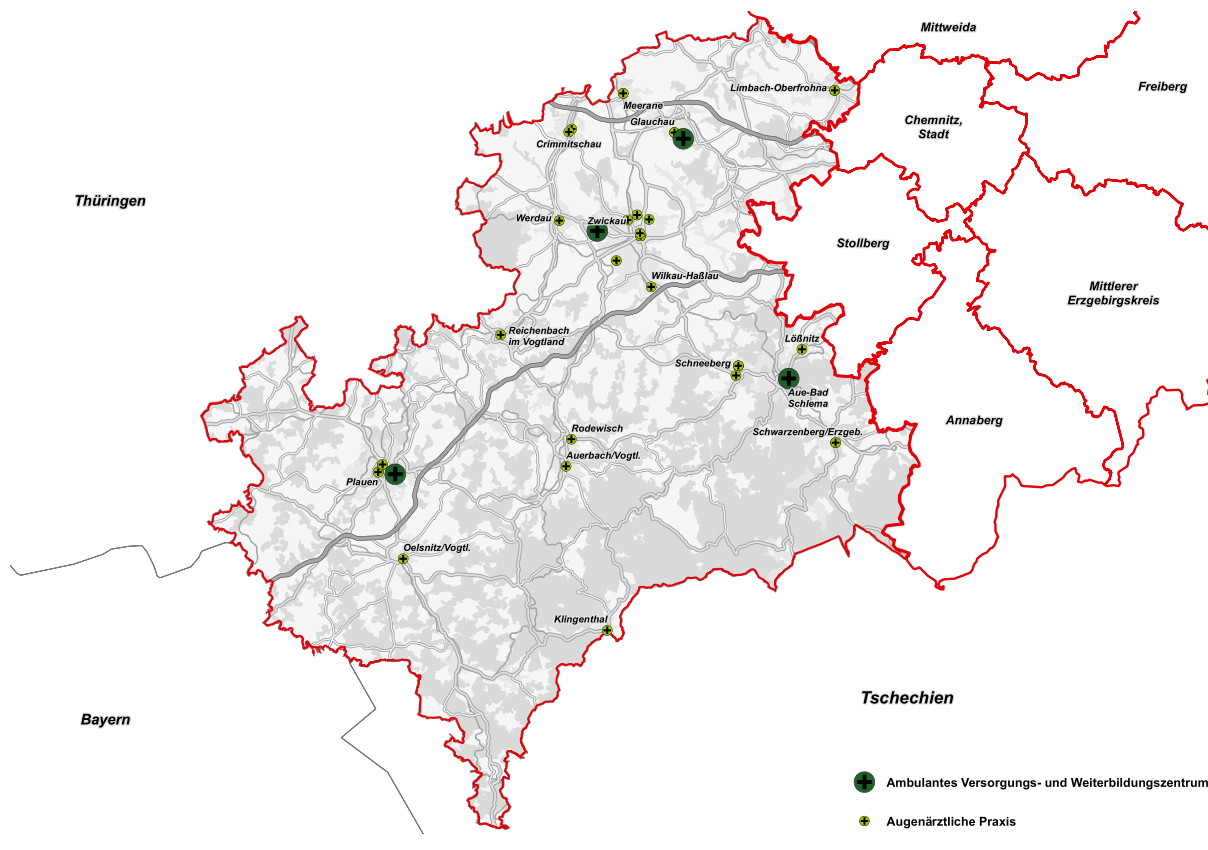 Mittweida
Limbach-Oberfrohna
Freiberg
Meerane
Glauchau
Chemnitz,
Stadt
Crimmitschau
Thüringen
Werdau
Zwickau
Stollberg
Wilkau-Haßlau
Mittlerer
Erzgebirgskreis
Reichenbach
im Vogtland
Lößnitz
Schneeberg
Aue-Bad
Schlema
Annaberg
Rodewisch
Schwarzenberg/Erzgeb.
Auerbach/Vogtl.
Plauen
Oelsnitz/Vogtl.
Klingenthal
Tschechien
Bayern
Ambulantes Versorgungs- und Weiterbildungszentrum
Augenärztliche Praxis